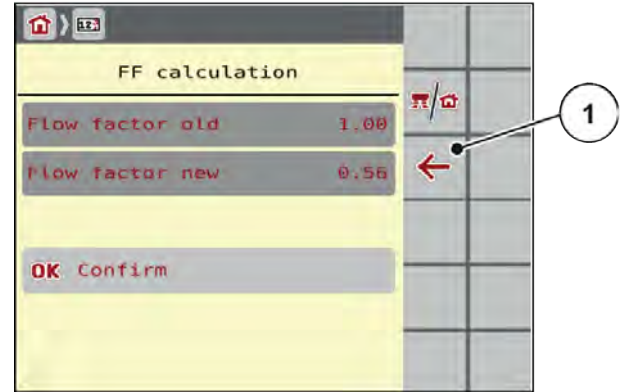 FF calculation
Flow factor old 1.00
Flow factor new 0.56
OK Confirm
1